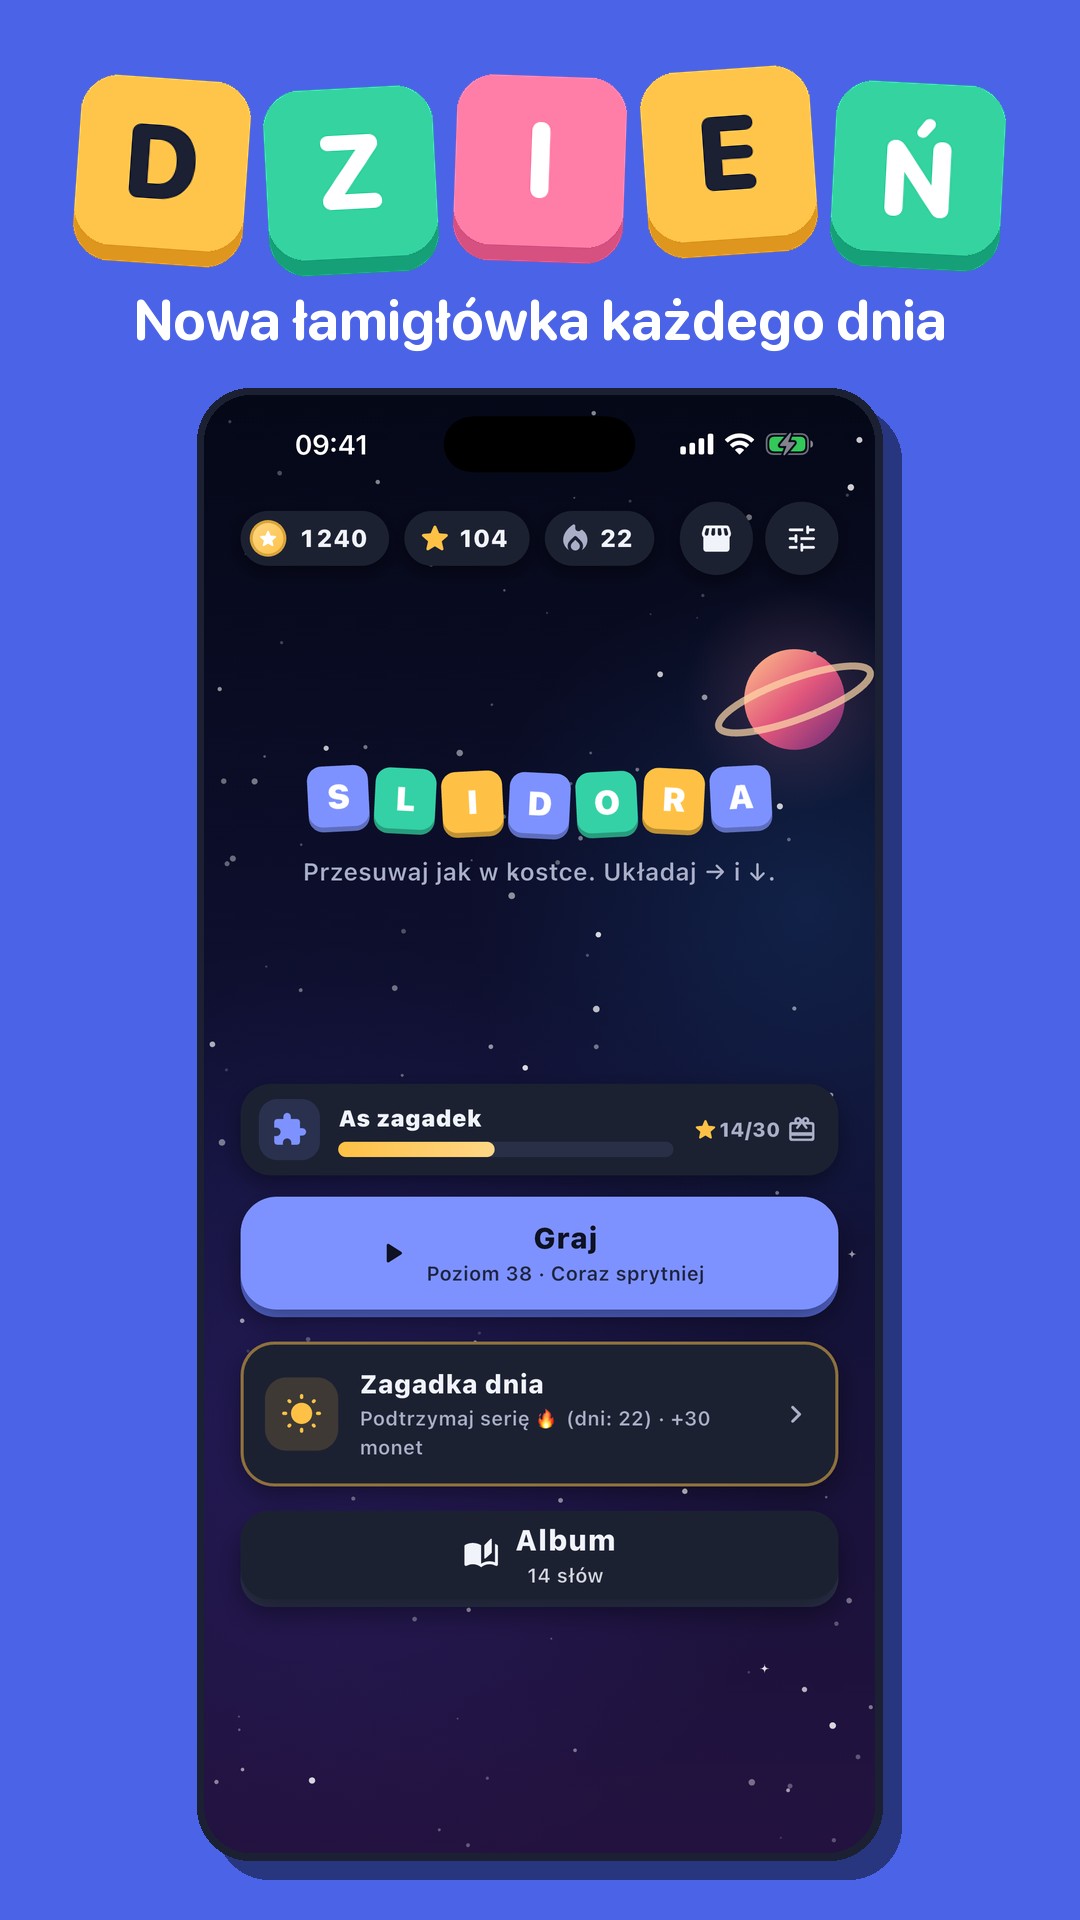 DZIEŃ
Nowa łamigłówka każdego dnia
09:41
1240 104 22
SLIDORA
Przesuwaj jak w kostce. Układaj → i ↓.
As zagadek
14/30
Graj
Poziom 38 · Coraz sprytniej
Zagadka dnia
Podtrzymaj serię 🔥 (dni: 22) · +30
monet
Album
14 słów